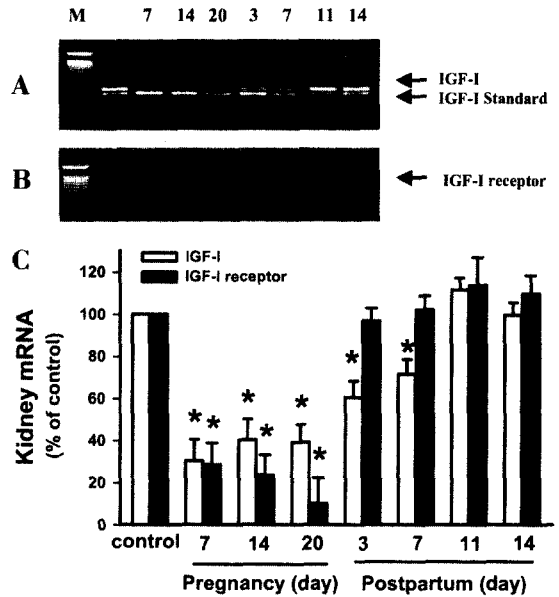 M 7 14 20 3 7 11 14
A
IGF-I
IGF-I Standard
B
IGF-I receptor
C
IGF-I
IGF-I receptor
Kidney mRNA
(% of control)
120
100
80
60
40
20
0
* * * * * * * *
control 7 14 20 3 7 11 14
Pregnancy (day) Postpartum (day)